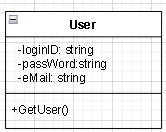 User
-loginID: string
-passWord:string
-eMail: string
+GetUser()